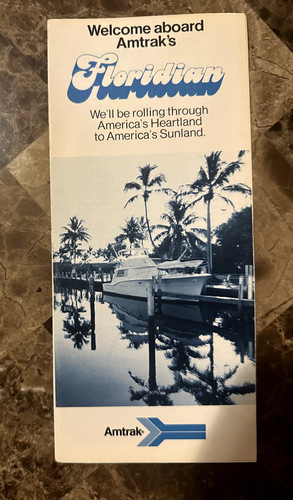 Welcome aboard
Amtrak's
Floridian
We'll be rolling through
America's Heartland
to America's Sunland.
Amtrak®